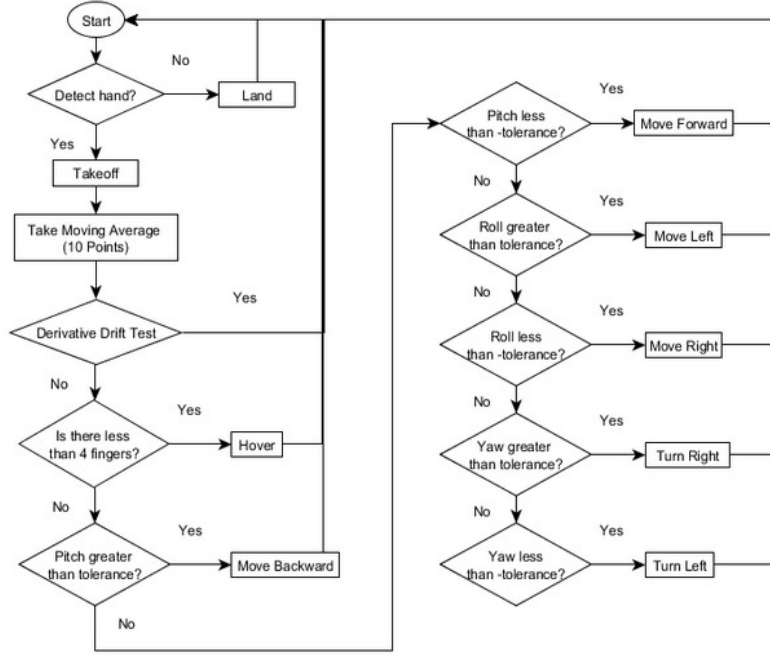 Start
No
Detect hand?
Land
Yes
Takeoff
Take Moving Average
(10 Points)
Yes
Derivative Drift Test
No
Yes
Is there less
than 4 fingers?
Hover
No
Yes
Pitch greater
than tolerance?
Move Backward
No
Yes
Pitch less
than -tolerance?
Move Forward
No
Yes
Roll greater
than tolerance?
Move Left
No
Yes
Roll less
than -tolerance?
Move Right
No
Yes
Yaw greater
than tolerance?
Turn Right
No
Yes
Yaw less
than -tolerance?
Turn Left